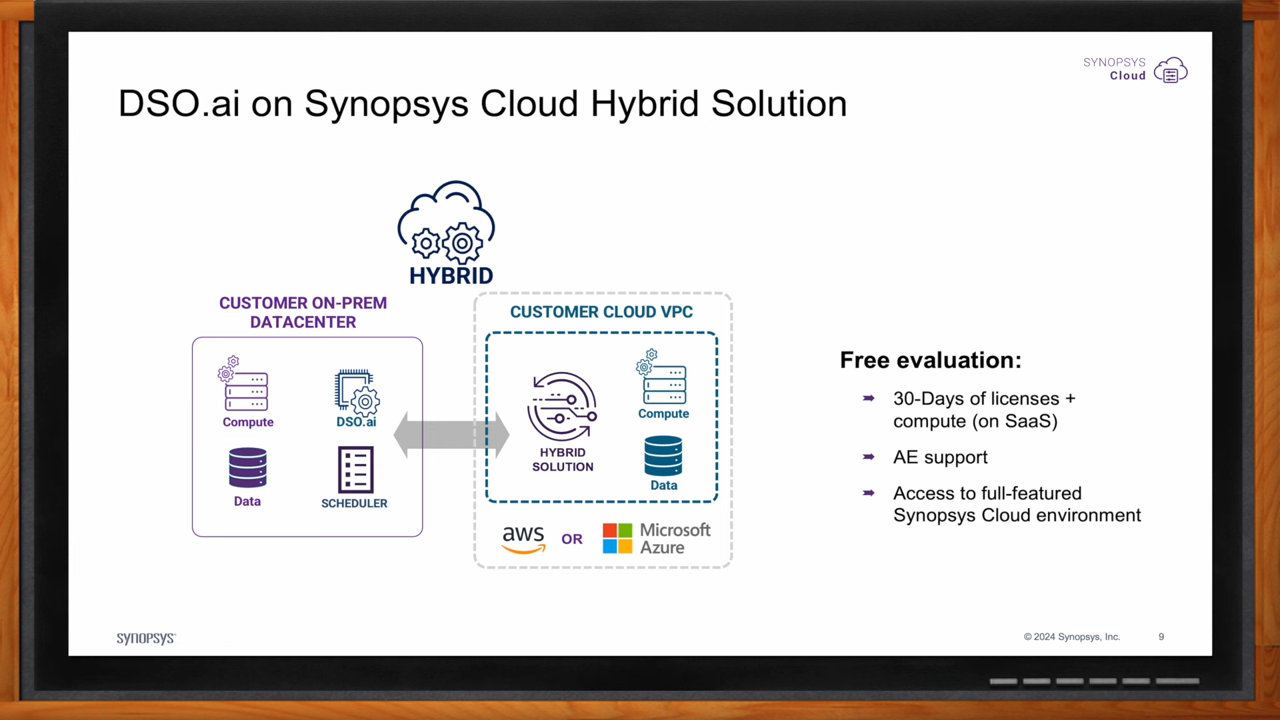 SYNOPSYS
Cloud
DSO.ai on Synopsys Cloud Hybrid Solution
HYBRID
CUSTOMER ON-PREM
DATACENTER
Compute
DSO.ai
Data
SCHEDULER
CUSTOMER CLOUD VPC
HYBRID
SOLUTION
Compute
Data
aws OR Microsoft
Azure
Free evaluation:
30-Days of licenses +
compute (on SaaS)
AE support
Access to full-featured
Synopsys Cloud environment
SYNOPSYS
© 2024 Synopsys, Inc. 9